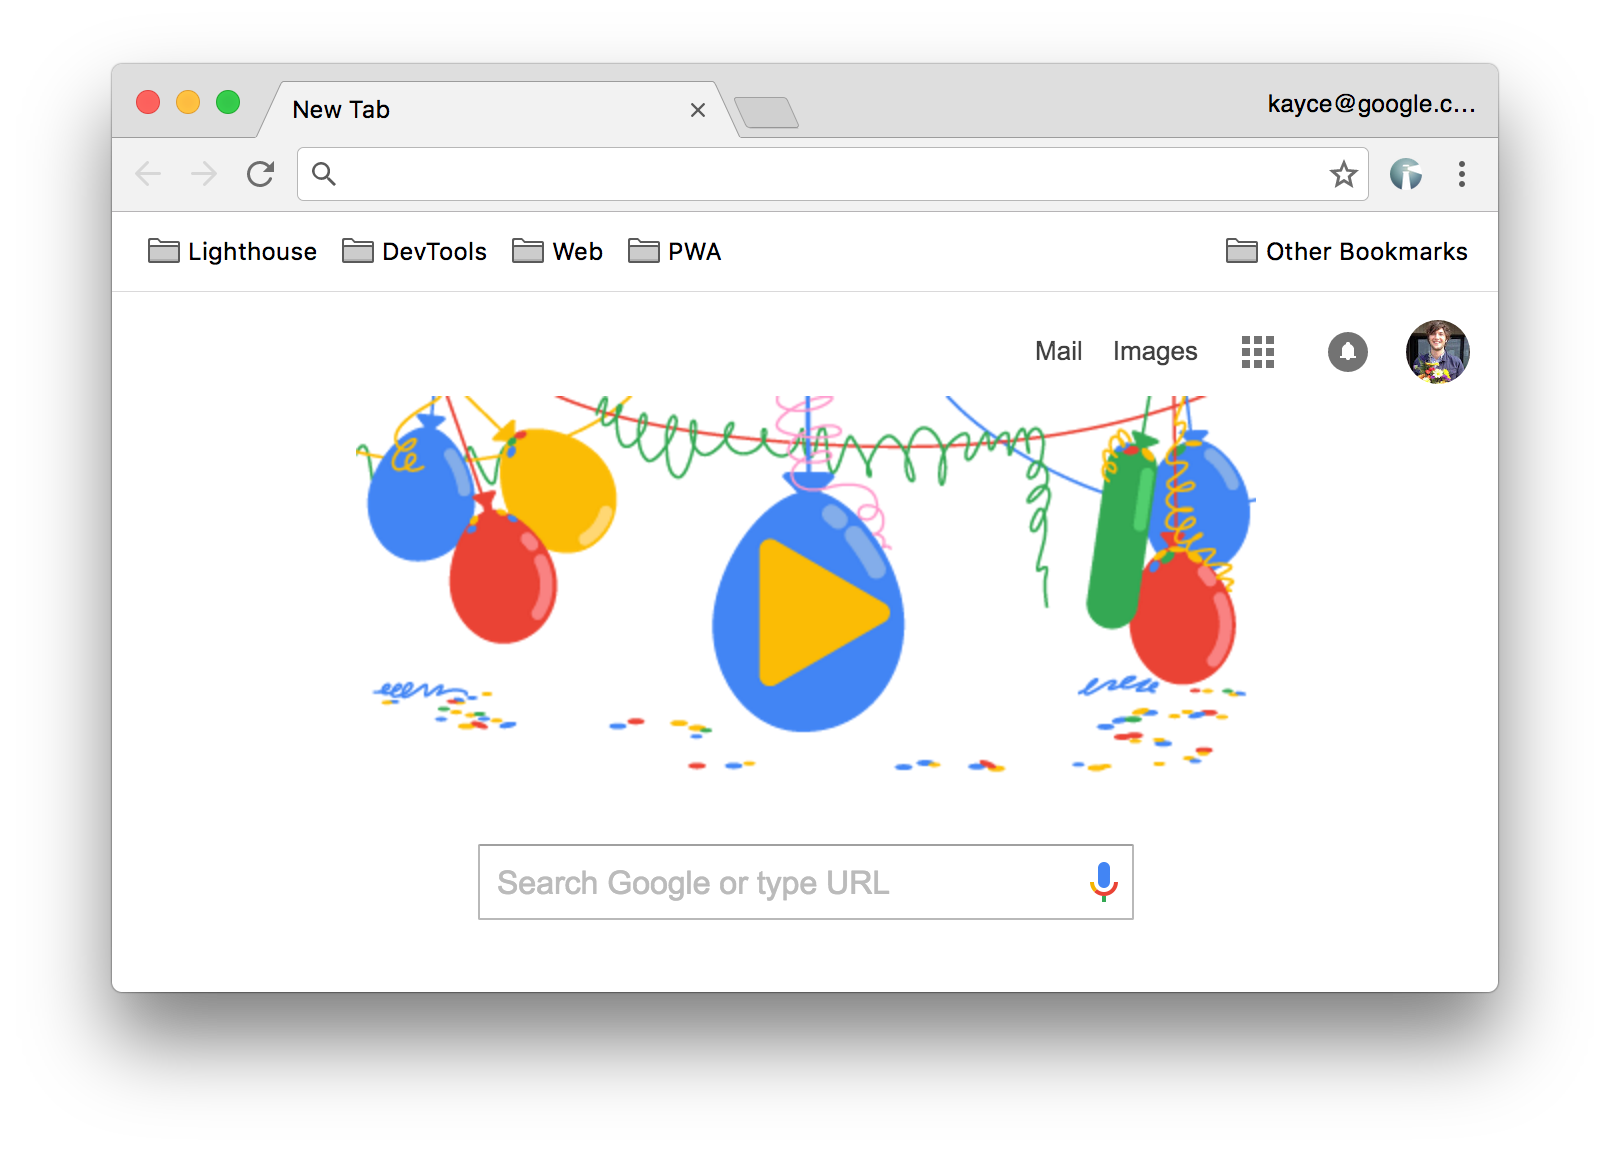 New Tab
kayce@google.c...
Lighthouse DevTools Web PWA Other Bookmarks
Mail Images
Search Google or type URL